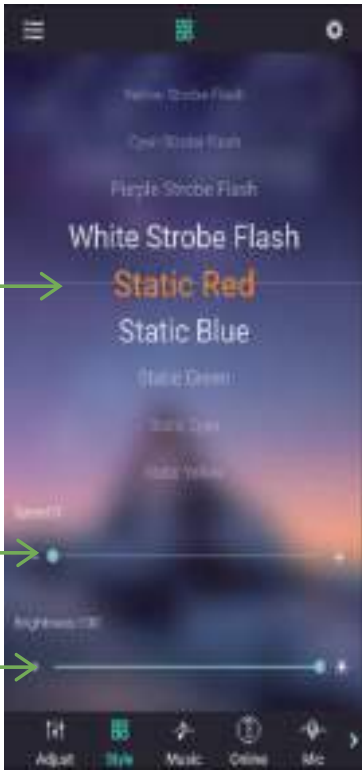 Yellow Strobe Flash
Cyan Strobe Flash
Purple Strobe Flash
White Strobe Flash
Static Red
Static Blue
Static Green
Static Cyan
Static Yellow
Brightness:100
Adjust
Style
Music
Online
Mic